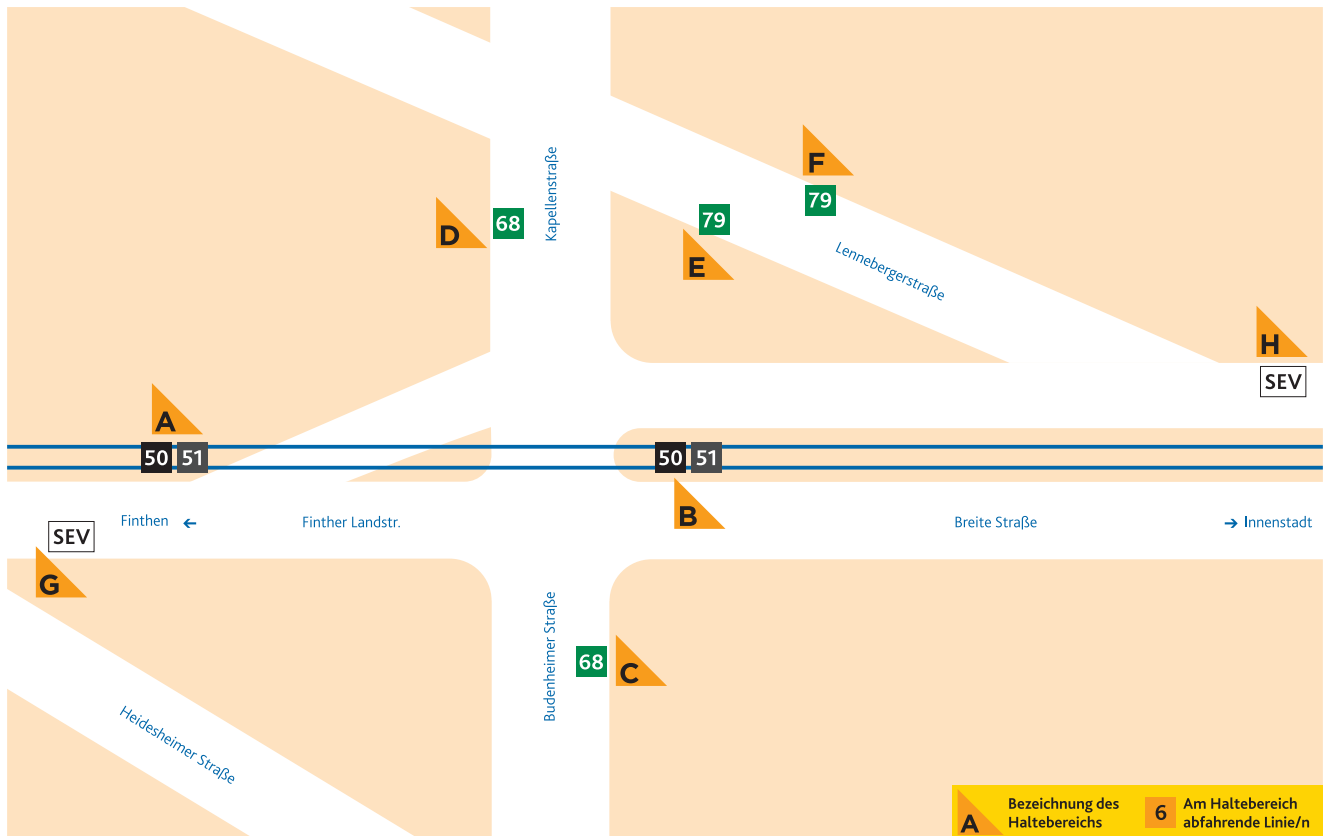 Kapellenstraße
F
79
D
68
79
E
Lennebergerstraße
H
SEV
A
50 51
50 51
B
SEV
Finthen ←
Finther Landstr.
Breite Straße
→ Innenstadt
G
Budenheimer Straße
68
C
Heidesheimer Straße
A
Bezeichnung des
Haltebereichs
6
Am Haltebereich
abfahrende Linie/n